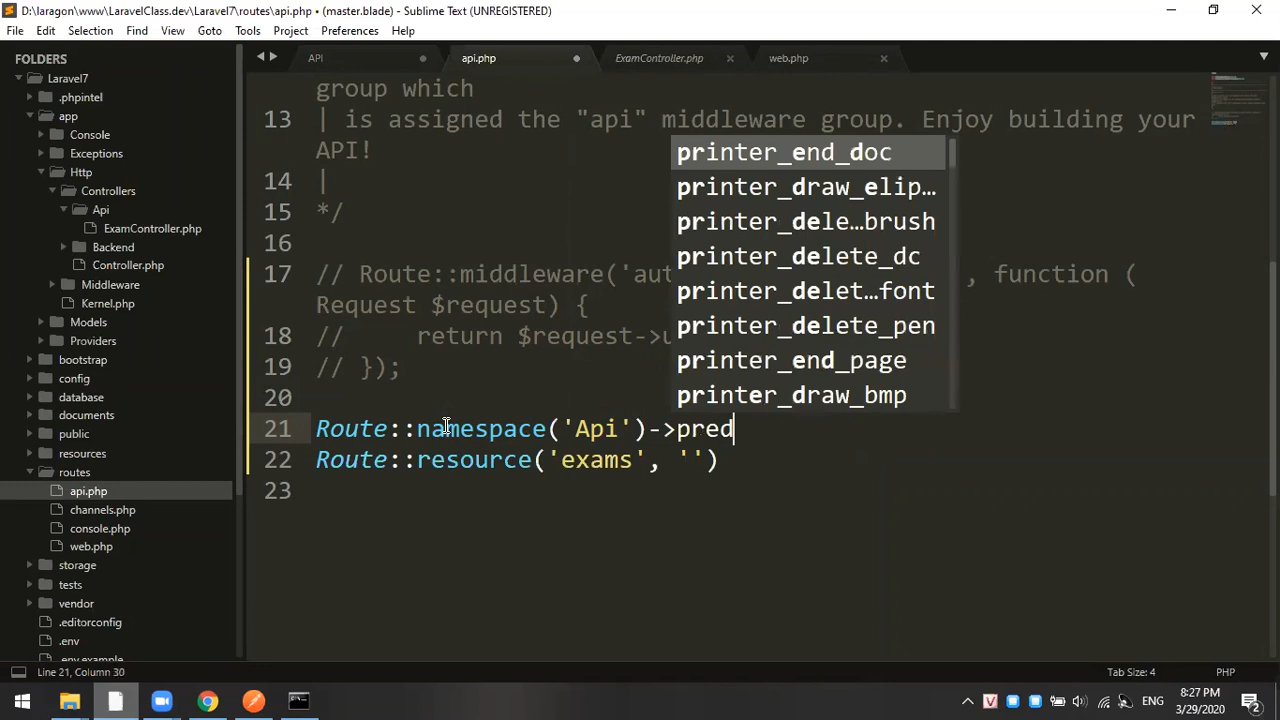 D:\laragon\www\LaravelClass.dev\Laravel7\routes\api.php • (master.blade) - Sublime Text (UNREGISTERED)
File Edit Selection Find View Goto Tools Project Preferences Help
FOLDERS
Laravel7
.phpintel
app
Console
Exceptions
Http
Controllers
Api
ExamController.php
Backend
Controller.php
Middleware
Kernel.php
Models
Providers
bootstrap
config
database
documents
public
resources
routes
api.php
channels.php
console.php
web.php
storage
tests
vendor
.editorconfig
.env
.env.example
API
api.php
ExamController.php
web.php
group which
13 | is assigned the "api" middleware group. Enjoy building your
API!
14 |
15 */
16
17 // Route::middleware('aut , function (
Request $request) {
18 //     return $request->u
19 // });
20
21 Route::namespace('Api')->pred
22 Route::resource('exams', '')
23
printer_end_doc
printer_draw_elip…
printer_dele…brush
printer_delete_dc
printer_delet…font
printer_delete_pen
printer_end_page
printer_draw_bmp
Line 21, Column 30
Tab Size: 4
PHP
ENG
8:27 PM
3/29/2020
2